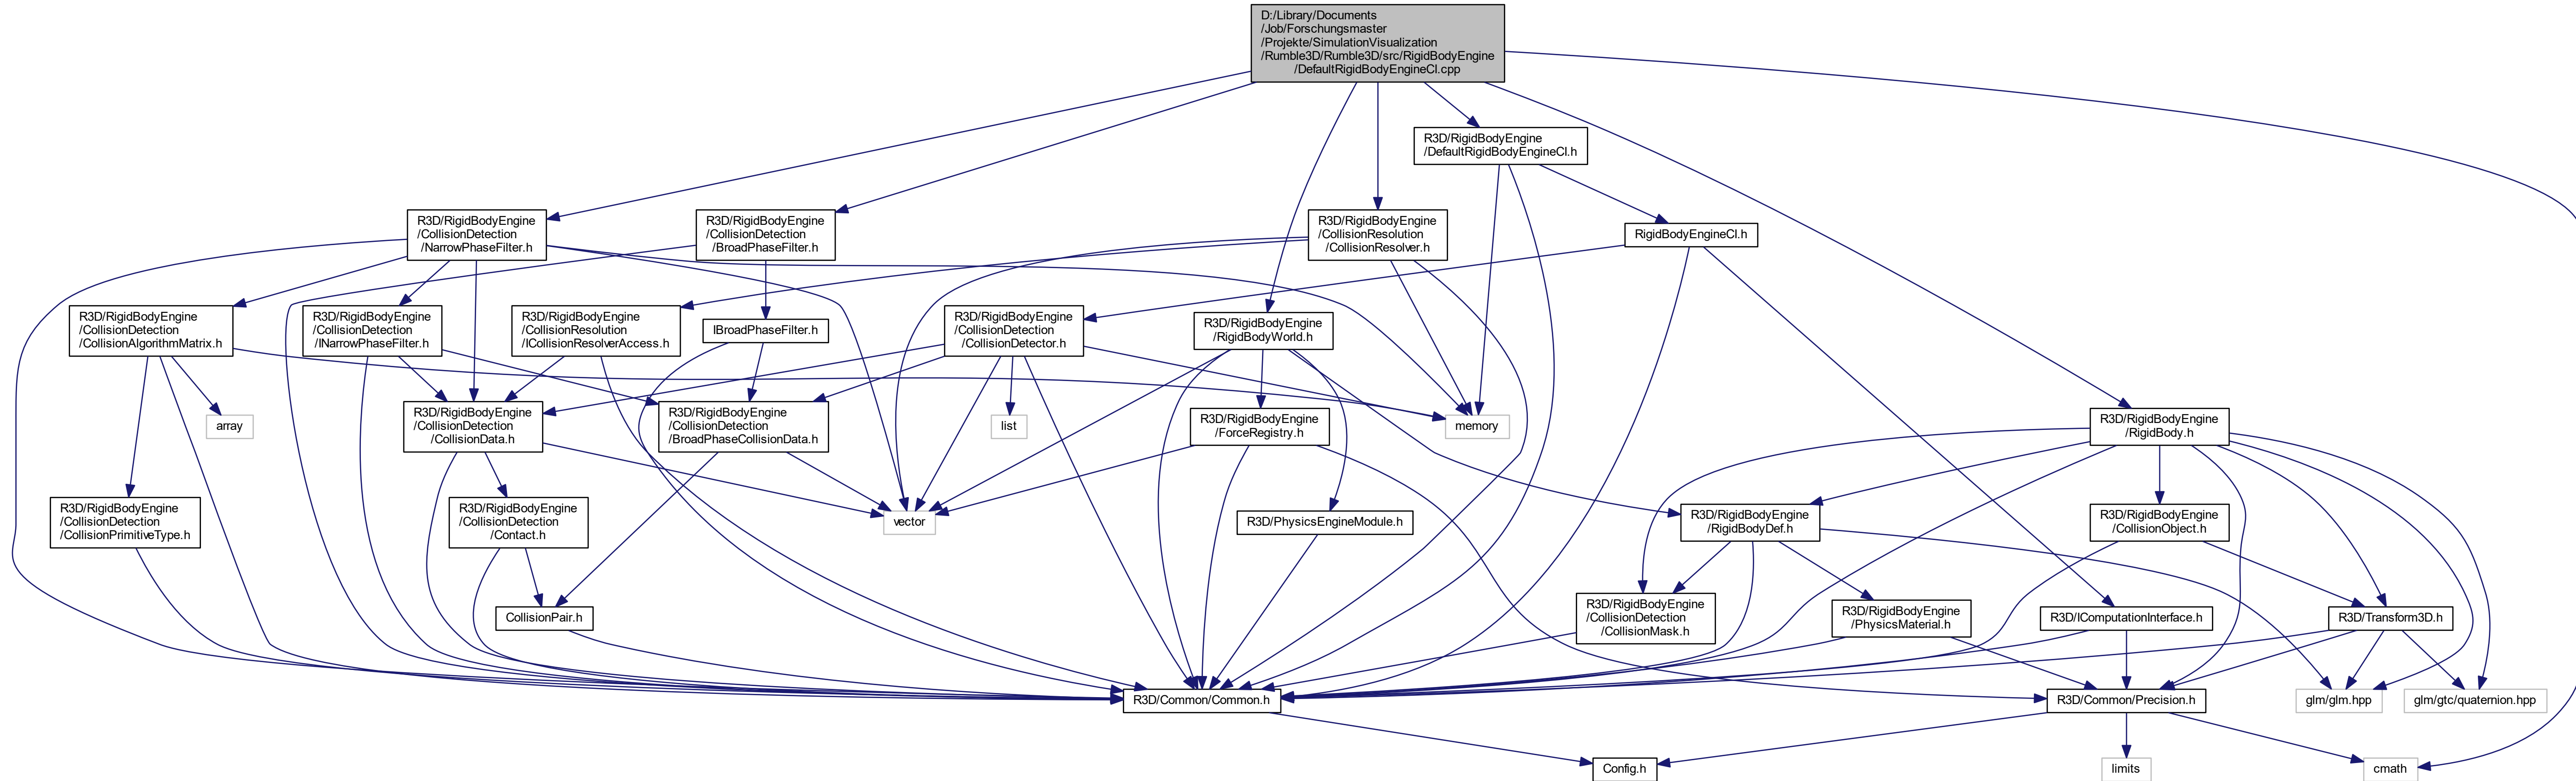 D:/Library/Documents
/Job/Forschungsmaster
/Projekte/SimulationVisualization
/Rumble3D/Rumble3D/src/RigidBodyEngine
/DefaultRigidBodyEngineCI.cpp
R3D/RigidBodyEngine
/DefaultRigidBodyEngineCI.h
R3D/RigidBodyEngine
/CollisionDetection
/NarrowPhaseFilter.h
R3D/RigidBodyEngine
/CollisionDetection
/BroadPhaseFilter.h
R3D/RigidBodyEngine
/CollisionResolution
/CollisionResolver.h
RigidBodyEngineCI.h
R3D/RigidBodyEngine
/CollisionDetection
/CollisionAlgorithmMatrix.h
R3D/RigidBodyEngine
/CollisionDetection
/INarrowPhaseFilter.h
R3D/RigidBodyEngine
/CollisionResolution
/ICollisionResolverAccess.h
IBroadPhaseFilter.h
R3D/RigidBodyEngine
/CollisionDetection
/CollisionDetector.h
R3D/RigidBodyEngine
/RigidBodyWorld.h
array
R3D/RigidBodyEngine
/CollisionDetection
/CollisionData.h
R3D/RigidBodyEngine
/CollisionDetection
/BroadPhaseCollisionData.h
list
R3D/RigidBodyEngine
/ForceRegistry.h
memory
R3D/RigidBodyEngine
/RigidBody.h
R3D/RigidBodyEngine
/CollisionDetection
/CollisionPrimitiveType.h
R3D/RigidBodyEngine
/CollisionDetection
/Contact.h
vector
R3D/PhysicsEngineModule.h
R3D/RigidBodyEngine
/RigidBodyDef.h
R3D/RigidBodyEngine
/CollisionObject.h
CollisionPair.h
R3D/RigidBodyEngine
/CollisionDetection
/CollisionMask.h
R3D/RigidBodyEngine
/PhysicsMaterial.h
R3D/IComputationInterface.h
R3D/Transform3D.h
R3D/Common/Common.h
R3D/Common/Precision.h
glm/glm.hpp
glm/gtc/quaternion.hpp
Config.h
limits
cmath